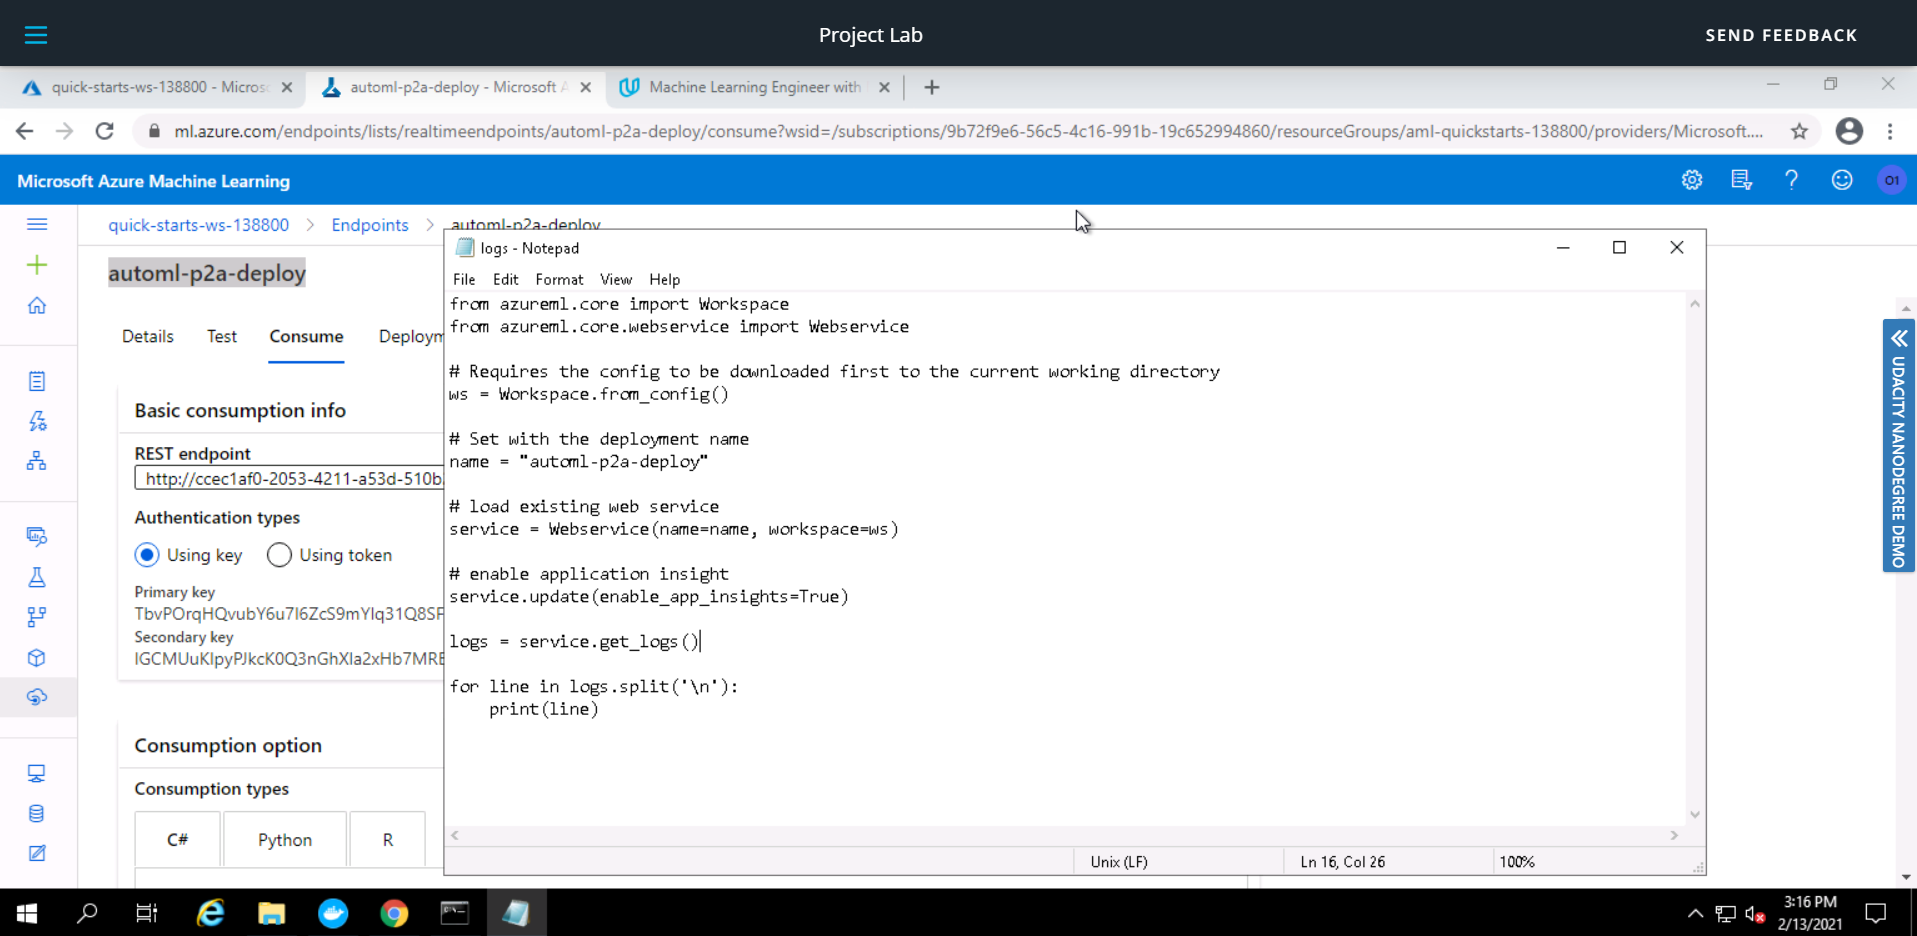 Project Lab
SEND FEEDBACK
quick-starts-ws-138800 - Micros
automl-p2a-deploy - Microsoft A
Machine Learning Engineer with
ml.azure.com/endpoints/lists/realtimeendpoints/automl-p2a-deploy/consume?wsid=/subscriptions/9b72f9e6-56c5-4c16-991b-19c652994860/resourceGroups/aml-quickstarts-138800/providers/Microsoft....
Microsoft Azure Machine Learning
O1
quick-starts-ws-138800 > Endpoints > automl-p2a-deploy
automl-p2a-deploy
Details
Test
Consume
Deploym
Basic consumption info
REST endpoint
http://ccec1af0-2053-4211-a53d-510b
Authentication types
Using key
Using token
Primary key
TbvPOrqHQvubY6u7I6ZcS9mYIq31Q8SF
Secondary key
IGCMUuKIpyPJkcK0Q3nGhXIa2xHb7MRE
Consumption option
Consumption types
C#
Python
R
logs - Notepad
File Edit Format View Help
from azureml.core import Workspace
from azureml.core.webservice import Webservice
# Requires the config to be downloaded first to the current working directory
ws = Workspace.from_config()
# Set with the deployment name
name = "automl-p2a-deploy"
# load existing web service
service = Webservice(name=name, workspace=ws)
# enable application insight
service.update(enable_app_insights=True)
logs = service.get_logs()
for line in logs.split('\n'):
    print(line)
Unix (LF)
Ln 16, Col 26
100%
UDACITY NANODEGREE DEMO
3:16 PM
2/13/2021